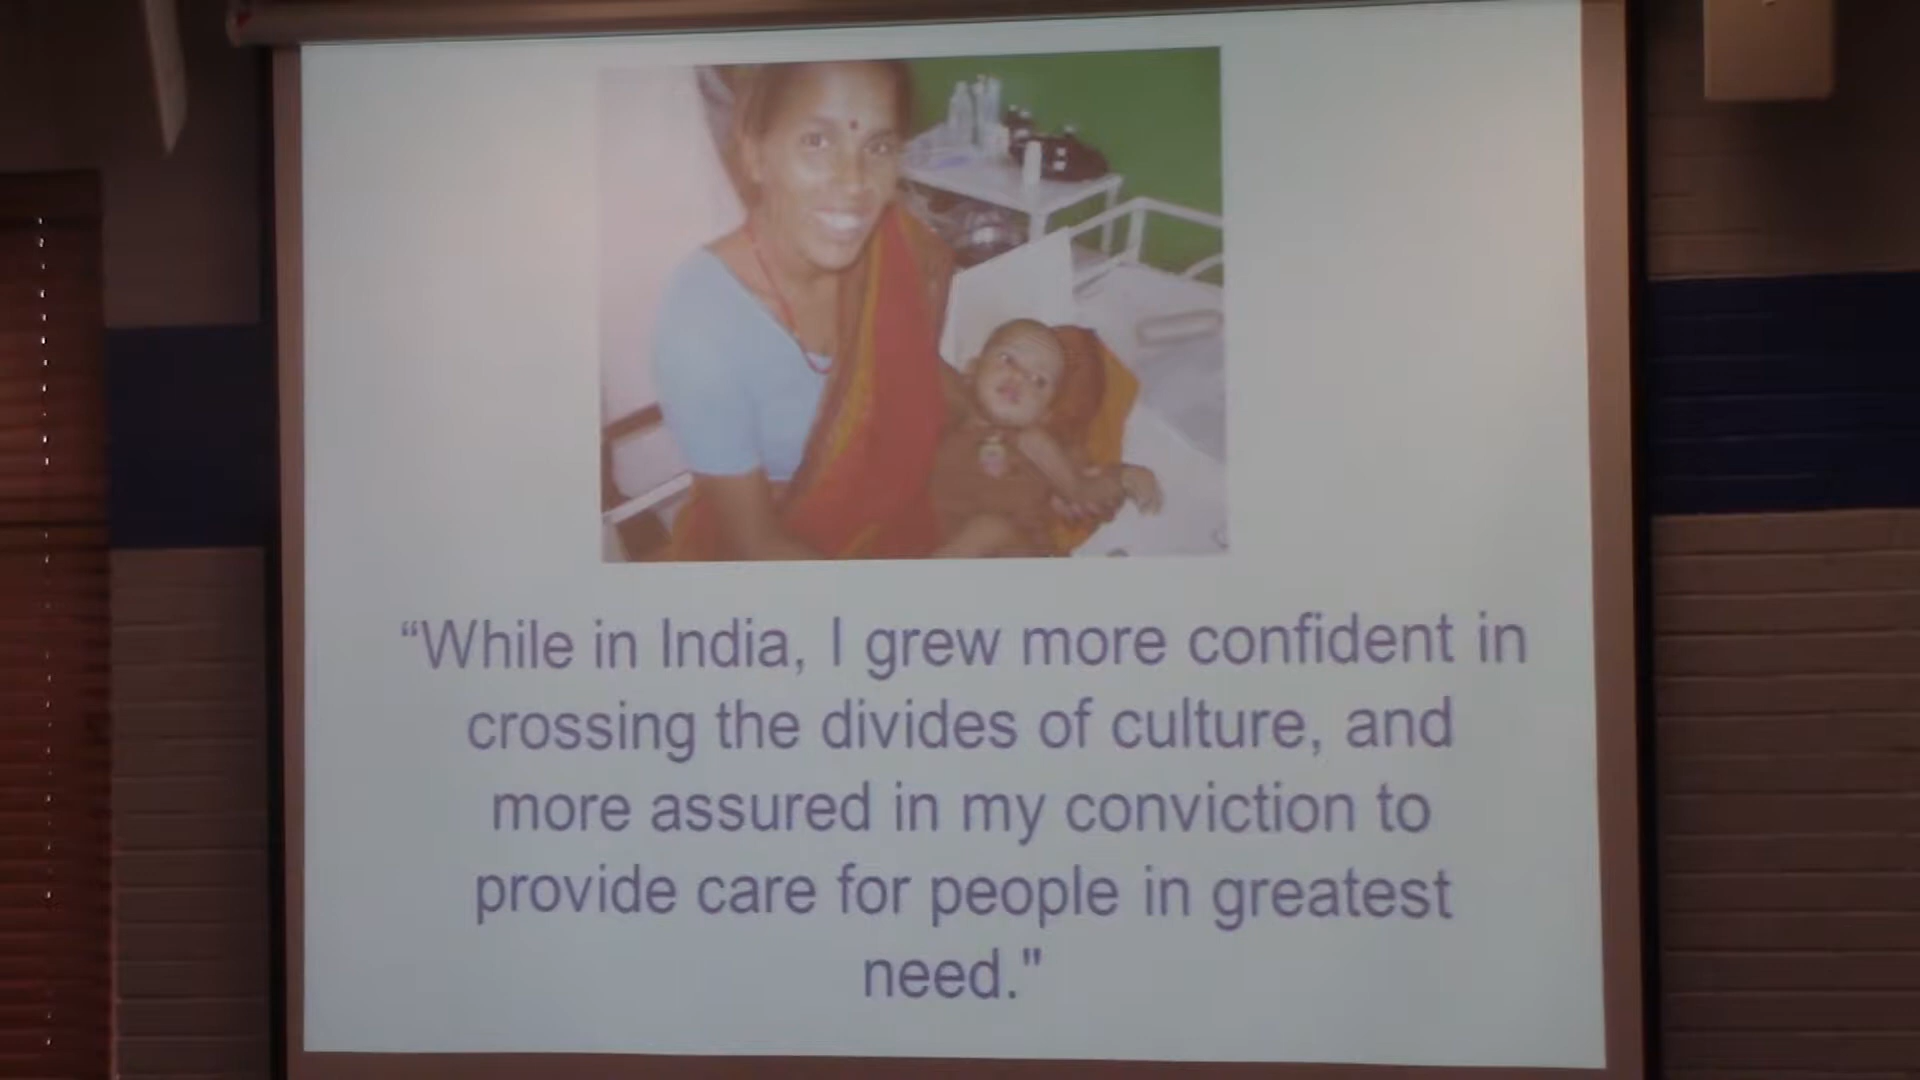 “While in India, I grew more confident in
crossing the divides of culture, and
more assured in my conviction to
provide care for people in greatest
need."